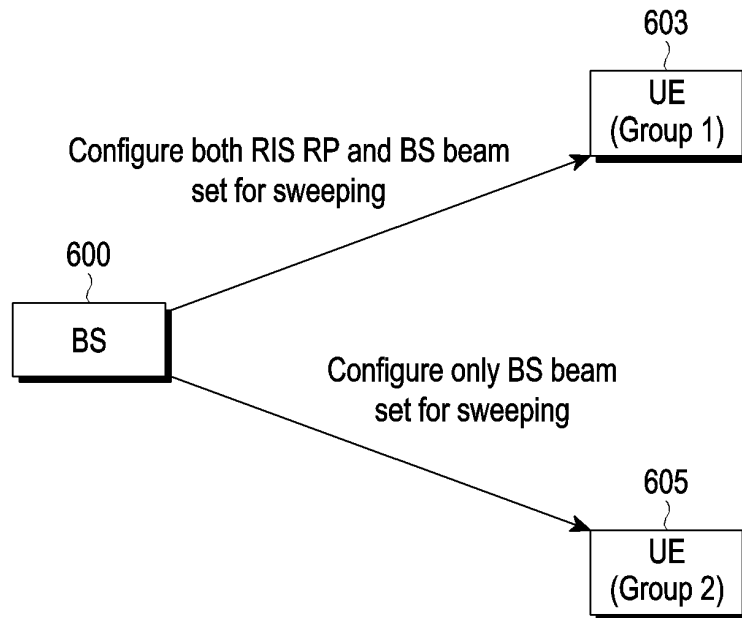 603
UE
(Group 1)
Configure both RIS RP and BS beam
set for sweeping
600
BS
Configure only BS beam
set for sweeping
605
UE
(Group 2)